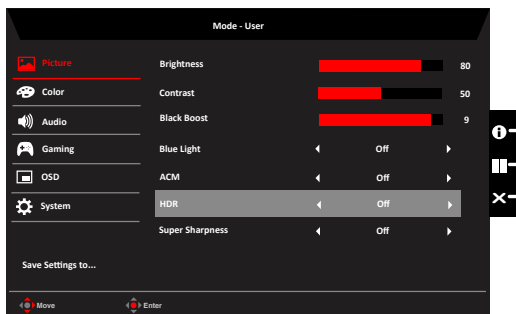 Mode - User
Picture
Brightness 80
Color
Contrast 50
Audio
Black Boost 9
Gaming
Blue Light Off
OSD
ACM Off
System
HDR Off
Super Sharpness Off
Save Settings to...
Move Enter